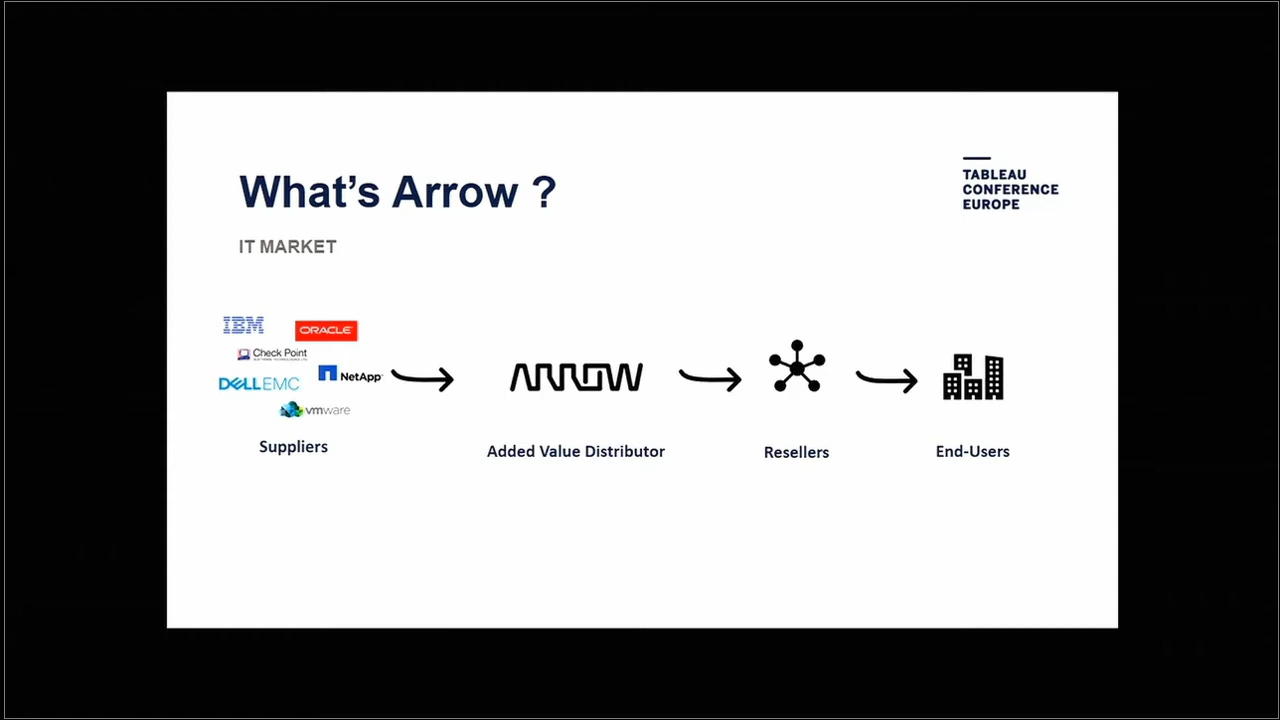 What's Arrow ?
TABLEAU
CONFERENCE
EUROPE
IT MARKET
IBM
ORACLE
Check Point
NetApp
DELLEMC
vmware
ARROW
Suppliers
Added Value Distributor
Resellers
End-Users